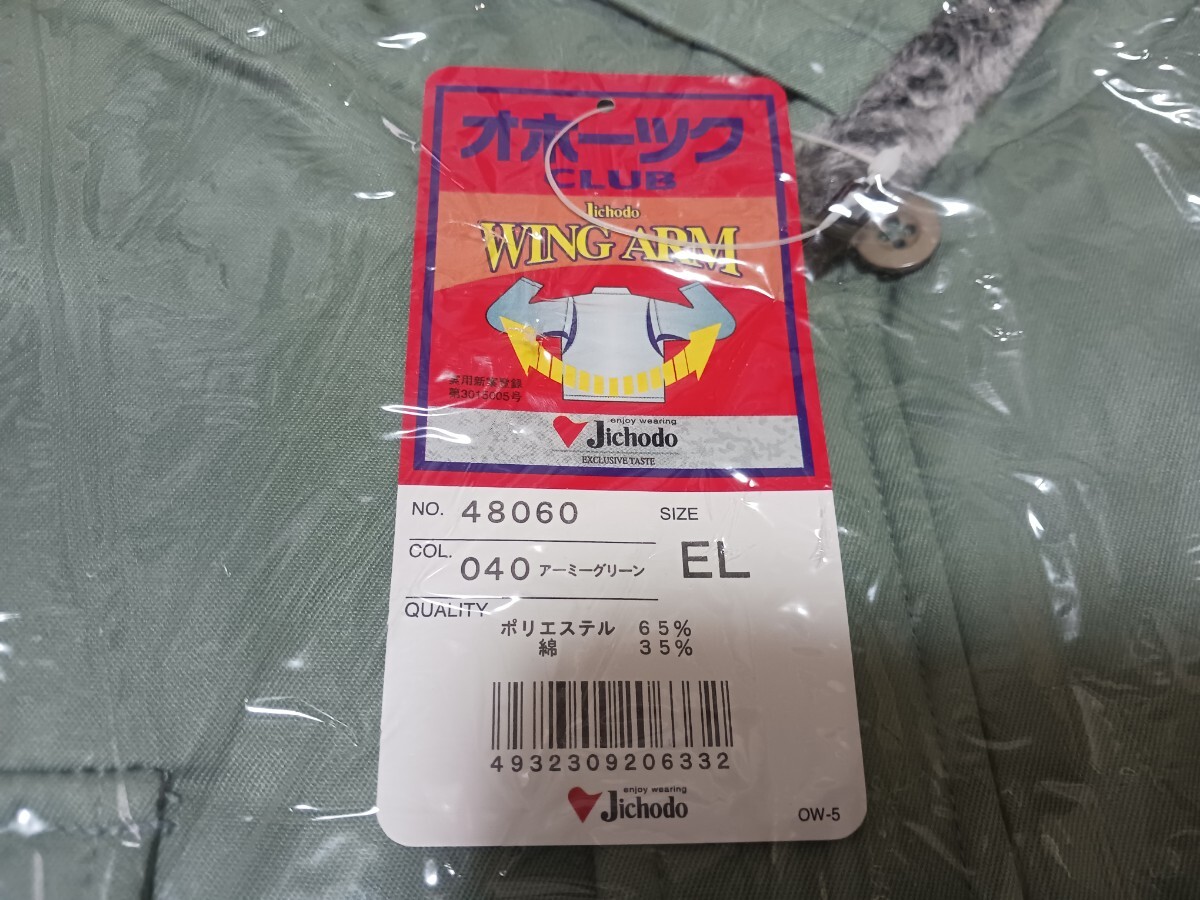 オホーツク
CLUB
Jichodo
WING ARM
実用新案登録
第3015005号
enjoy wearing
Jichodo
EXCLUSIVE TASTE
NO. 48060 SIZE
COL. 040 アーミーグリーン EL
QUALITY
ポリエステル 65%
綿 35%
4932309206332
enjoy wearing
Jichodo
OW-5